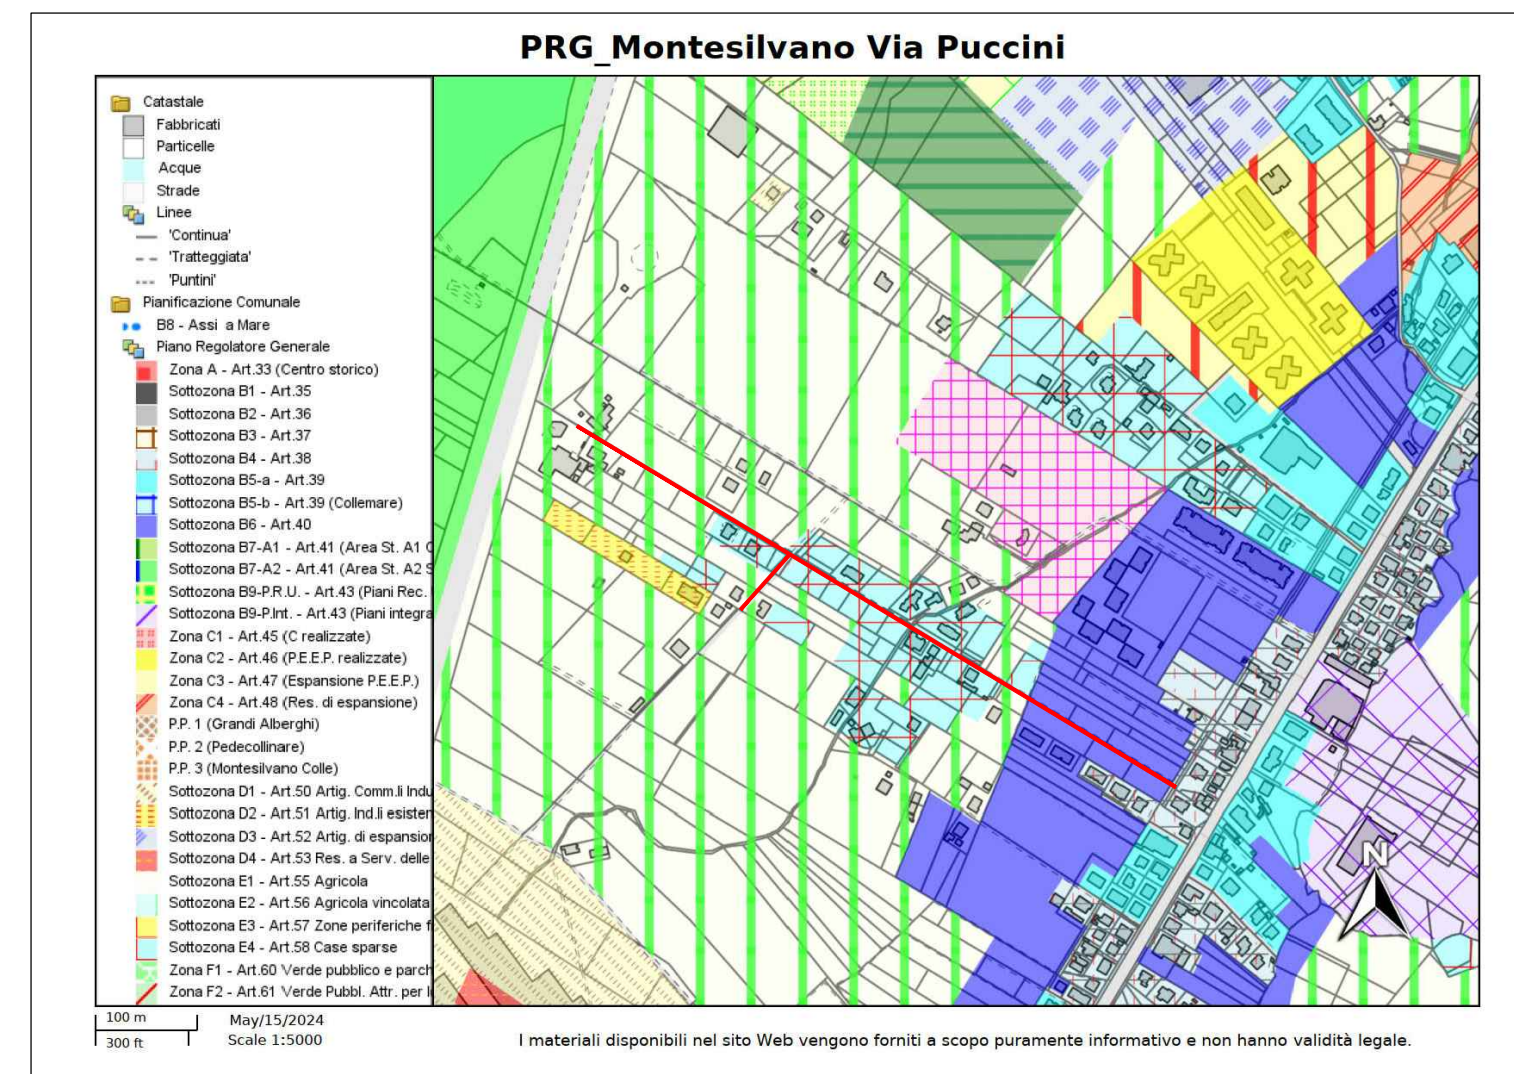 PRG_Montesilvano Via Puccini
Catastale
Fabbricati
Particelle
Acque
Strade
Linee
'Continua'
'Tratteggiata'
'Puntini'
Pianificazione Comunale
B8 - Assi a Mare
Piano Regolatore Generale
Zona A - Art.33 (Centro storico)
Sottozona B1 - Art.35
Sottozona B2 - Art.36
Sottozona B3 - Art.37
Sottozona B4 - Art.38
Sottozona B5-a - Art.39
Sottozona B5-b - Art.39 (Collemare)
Sottozona B6 - Art.40
Sottozona B7-A1 - Art.41 (Area St. A1
Sottozona B7-A2 - Art.41 (Area St. A2 S
Sottozona B9-P.R.U. - Art.43 (Piani Rec.
Sottozona B9-P.Int. - Art.43 (Piani integra
Zona C1 - Art.45 (C realizzate)
Zona C2 - Art.46 (P.E.E.P. realizzate)
Zona C3 - Art.47 (Espansione P.E.E.P.)
Zona C4 - Art.48 (Res. di espansione)
P.P. 1 (Grandi Alberghi)
P.P. 2 (Pedecollinare)
P.P. 3 (Montesilvano Colle)
Sottozona D1 - Art.50 Artig. Comm.li Indu
Sottozona D2 - Art.51 Artig. Ind.li esisten
Sottozona D3 - Art.52 Artig. di espansior
Sottozona D4 - Art.53 Res. a Serv. delle
Sottozona E1 - Art.55 Agricola
Sottozona E2 - Art.56 Agricola vincolata
Sottozona E3 - Art.57 Zone periferiche f
Sottozona E4 - Art.58 Case sparse
Zona F1 - Art.60 Verde pubblico e parch
Zona F2 - Art.61 Verde Pubbl. Attr. per l
N
100 m
300 ft
May/15/2024
Scale 1:5000
I materiali disponibili nel sito Web vengono forniti a scopo puramente informativo e non hanno validità legale.